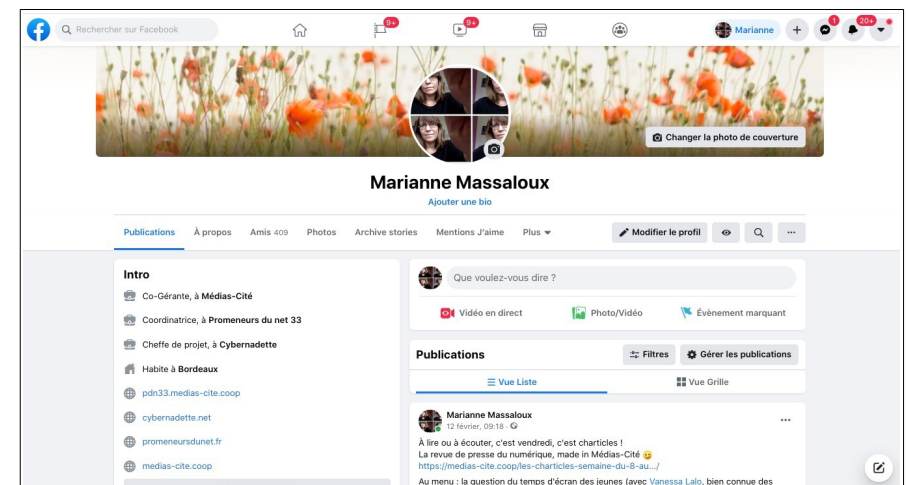 Rechercher sur Facebook
9+
9+
Marianne
1
20+
Changer la photo de couverture
Marianne Massaloux
Ajouter une bio
Publications À propos Amis 409 Photos Archive stories Mentions J'aime Plus
Modifier le profil
Intro
Co-Gérante, à Médias-Cité
Coordinatrice, à Promeneurs du net 33
Cheffe de projet, à Cybernadette
Habite à Bordeaux
pdn33.medias-cite.coop
cybernadette.net
promeneursdunet.fr
medias-cite.coop
Que voulez-vous dire ?
Vidéo en direct Photo/Vidéo Évènement marquant
Publications Filtres Gérer les publications
Vue Liste Vue Grille
Marianne Massaloux
12 février, 09:18 ·
À lire ou à écouter, c'est vendredi, c'est charticles !
La revue de presse du numérique, made in Médias-Cité
https://medias-cite.coop/les-charticles-semaine-du-8-au.../
Au menu : la question du temps d'écran des jeunes (avec Vanessa Lalo, bien connue des